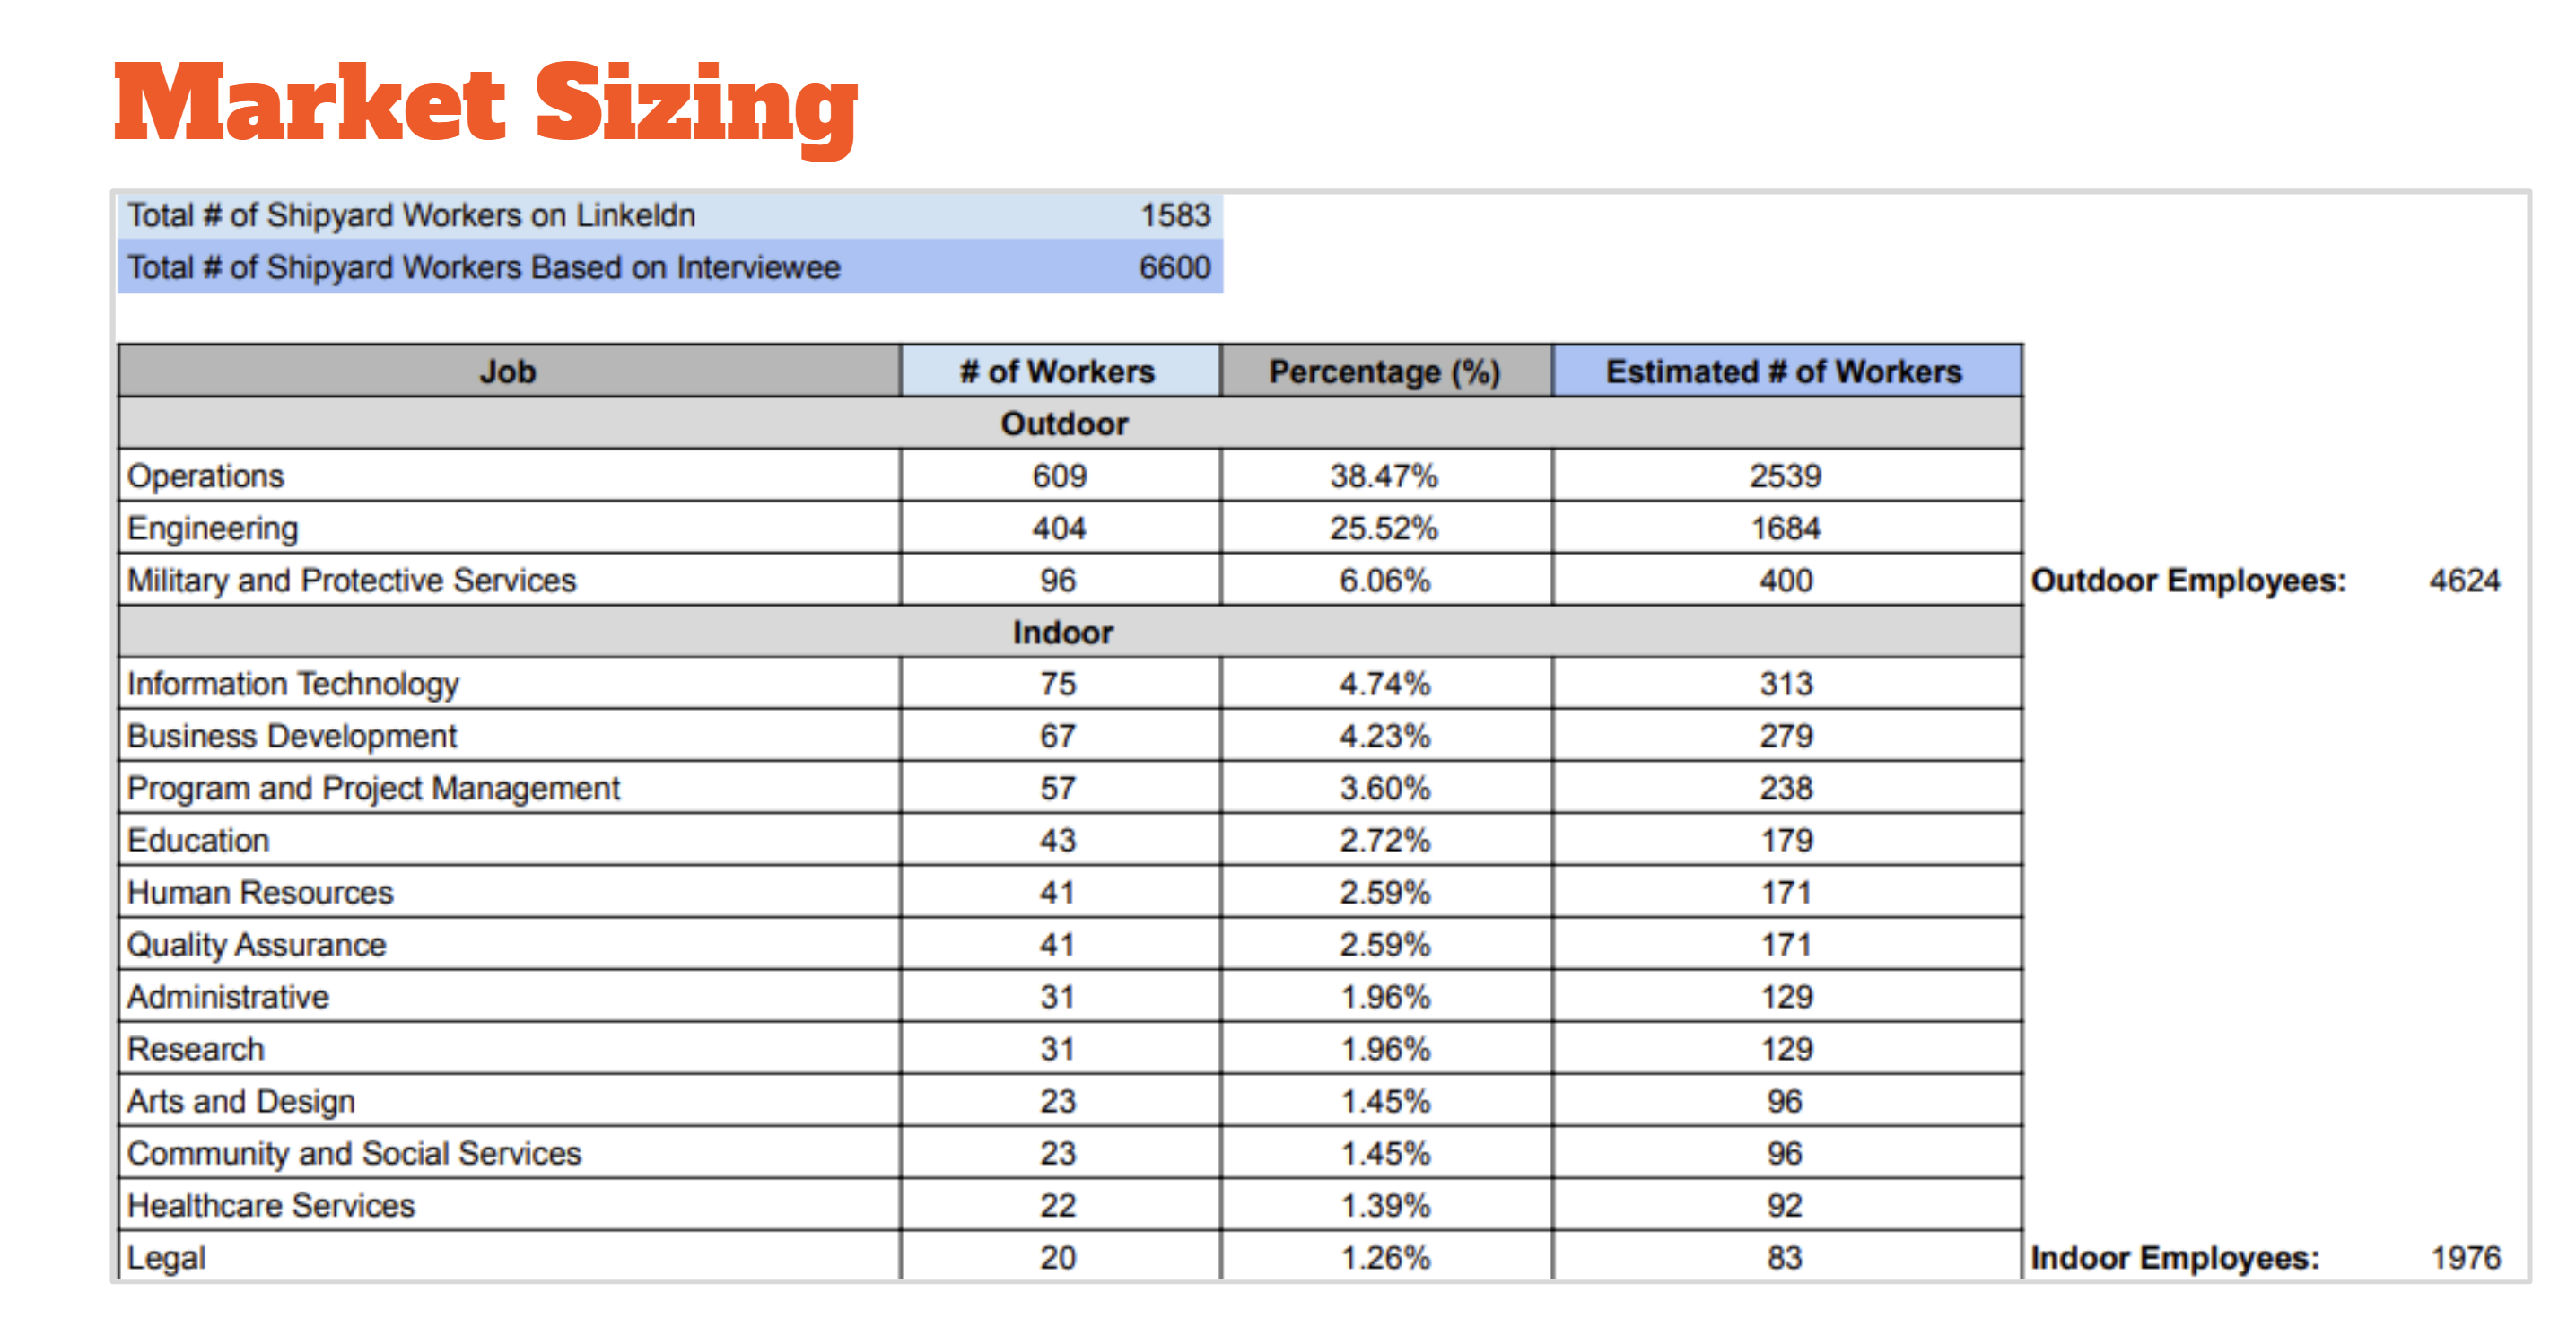 Market Sizing
Total # of Shipyard Workers on LinkeIdn 1583
Total # of Shipyard Workers Based on Interviewee 6600
Job # of Workers Percentage (%) Estimated # of Workers
Outdoor
Operations 609 38.47% 2539
Engineering 404 25.52% 1684
Military and Protective Services 96 6.06% 400 Outdoor Employees: 4624
Indoor
Information Technology 75 4.74% 313
Business Development 67 4.23% 279
Program and Project Management 57 3.60% 238
Education 43 2.72% 179
Human Resources 41 2.59% 171
Quality Assurance 41 2.59% 171
Administrative 31 1.96% 129
Research 31 1.96% 129
Arts and Design 23 1.45% 96
Community and Social Services 23 1.45% 96
Healthcare Services 22 1.39% 92
Legal 20 1.26% 83 Indoor Employees: 1976